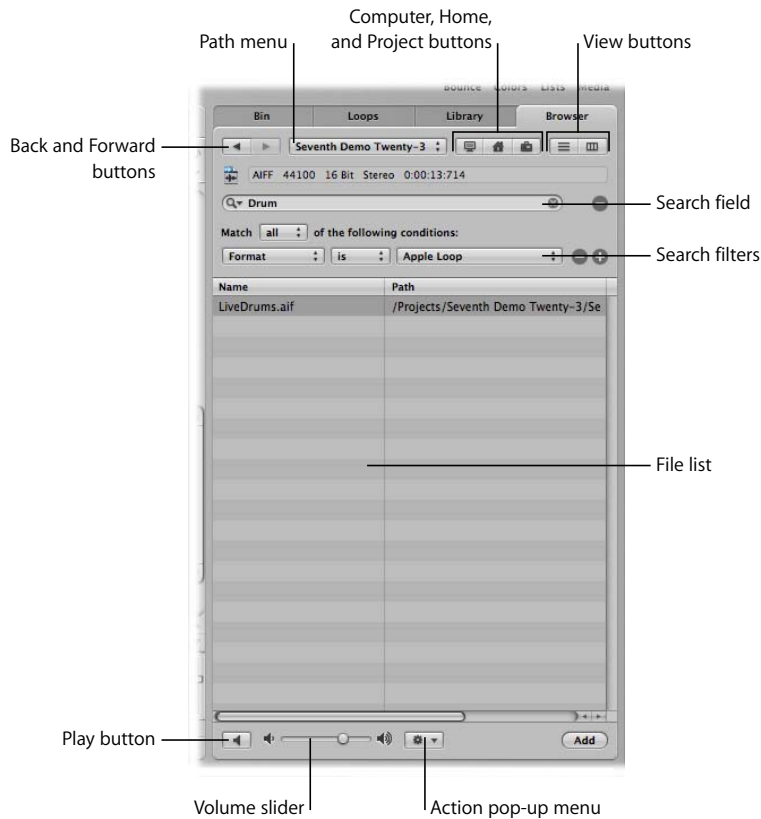 Computer, Home,
and Project buttons
Path menu
View buttons
Bounce Colors Lists Media
Bin Loops Library Browser
Back and Forward
buttons
Seventh Demo Twenty-3
AIFF 44100 16 Bit Stereo 0:00:13:714
Drum
Search field
Match all of the following conditions:
Format is Apple Loop
Search filters
Name Path
LiveDrums.aif /Projects/Seventh Demo Twenty-3/Se
File list
Play button
Add
Volume slider
Action pop-up menu